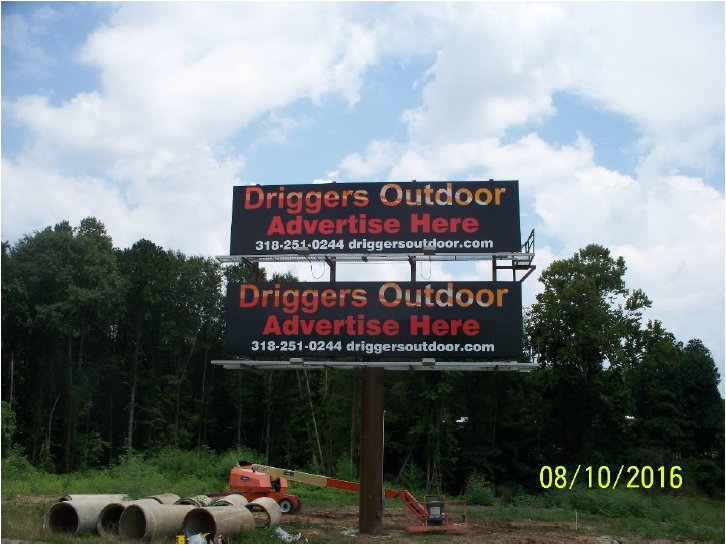 Driggers Outdoor
Advertise Here
318-251-0244 driggersoutdoor.com
Driggers Outdoor
Advertise Here
318-251-0244 driggersoutdoor.com
08/10/2016